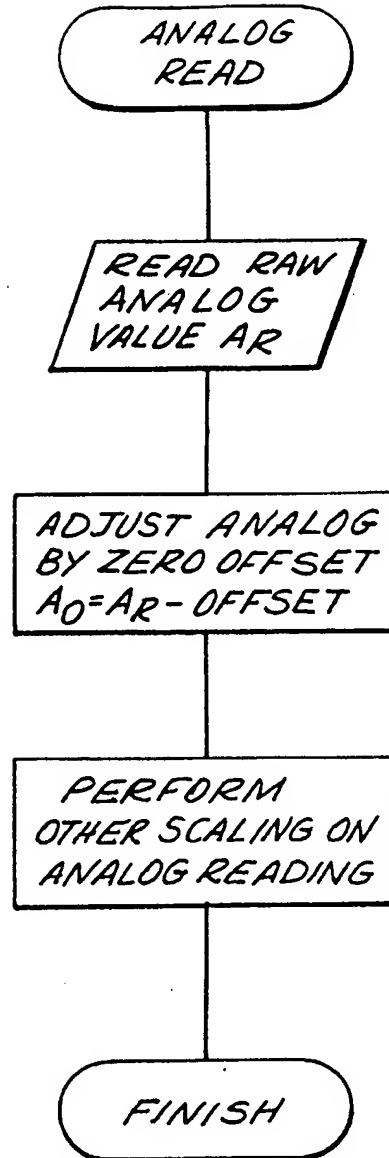 ANALOG
READ
READ RAW
ANALOG
VALUE AR
ADJUST ANALOG
BY ZERO OFFSET
AO=AR-OFFSET
PERFORM
OTHER SCALING ON
ANALOG READING
FINISH